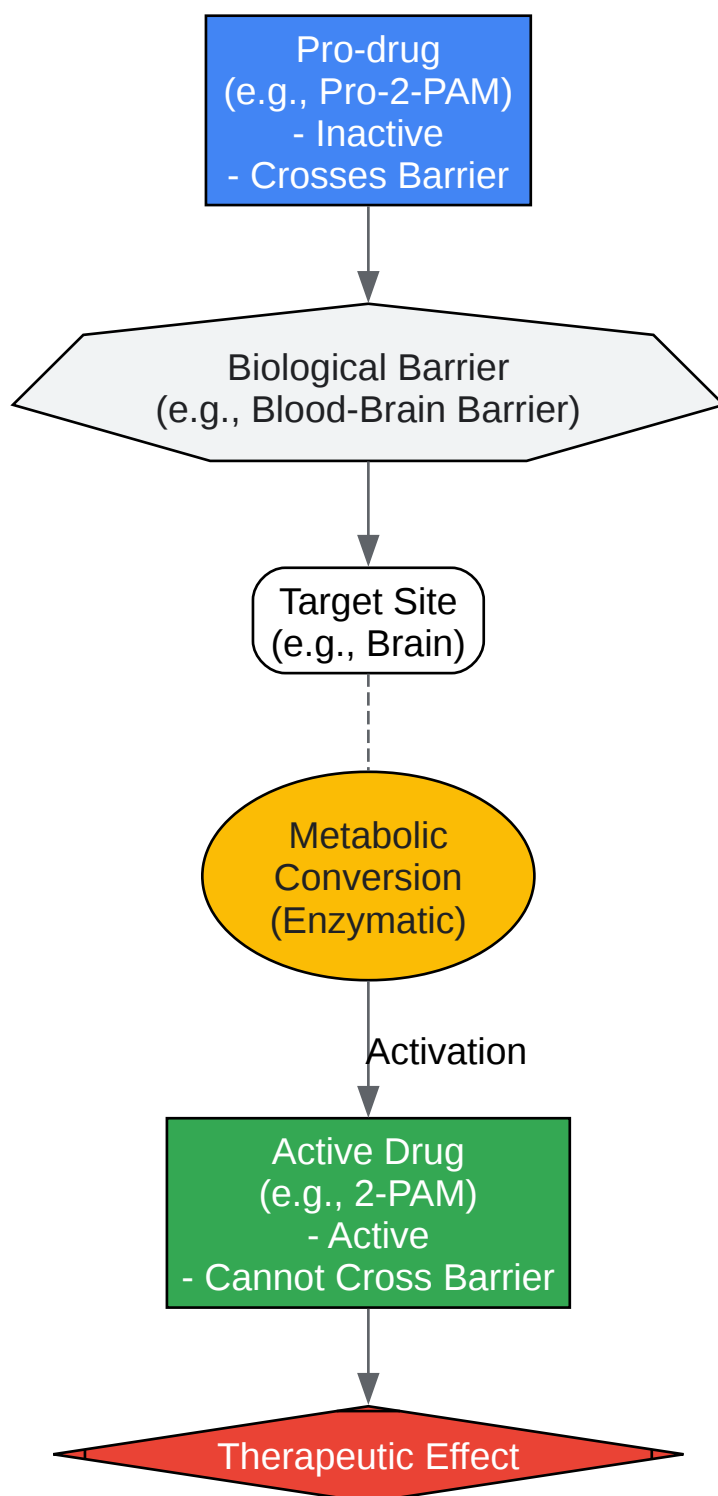 Pro-drug
(e.g., Pro-2-PAM)
- Inactive
- Crosses Barrier
Biological Barrier
(e.g., Blood-Brain Barrier)
Target Site
(e.g., Brain)
Metabolic
Conversion
(Enzymatic)
Activation
Active Drug
(e.g., 2-PAM)
- Active
- Cannot Cross Barrier
Therapeutic Effect